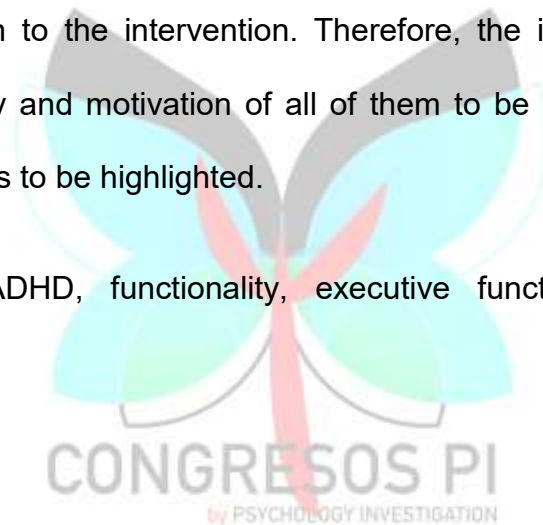 to the intervention. Therefore, the
and motivation of all of them to be
to be highlighted.
ADHD, functionality, executive
CONGRESOS PI
by PSYCHOLOGY INVESTIGATION